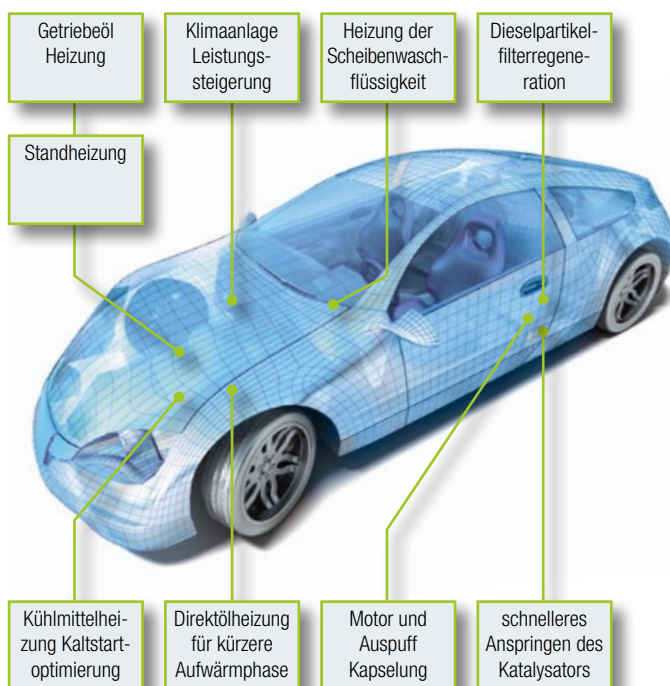 Getriebeöl
Heizung
Klimaanlage
Leistungs-
steigerung
Heizung der
Scheibenwasch-
flüssigkeit
Dieselpartikel-
filterregene-
ration
Standheizung
Kühlmittelhei-
zung Kaltstart-
optimierung
Direktölheizung
für kürzere
Aufwärmphase
Motor und
Auspuff
Kapselung
schnelleres
Anspringen des
Katalysators